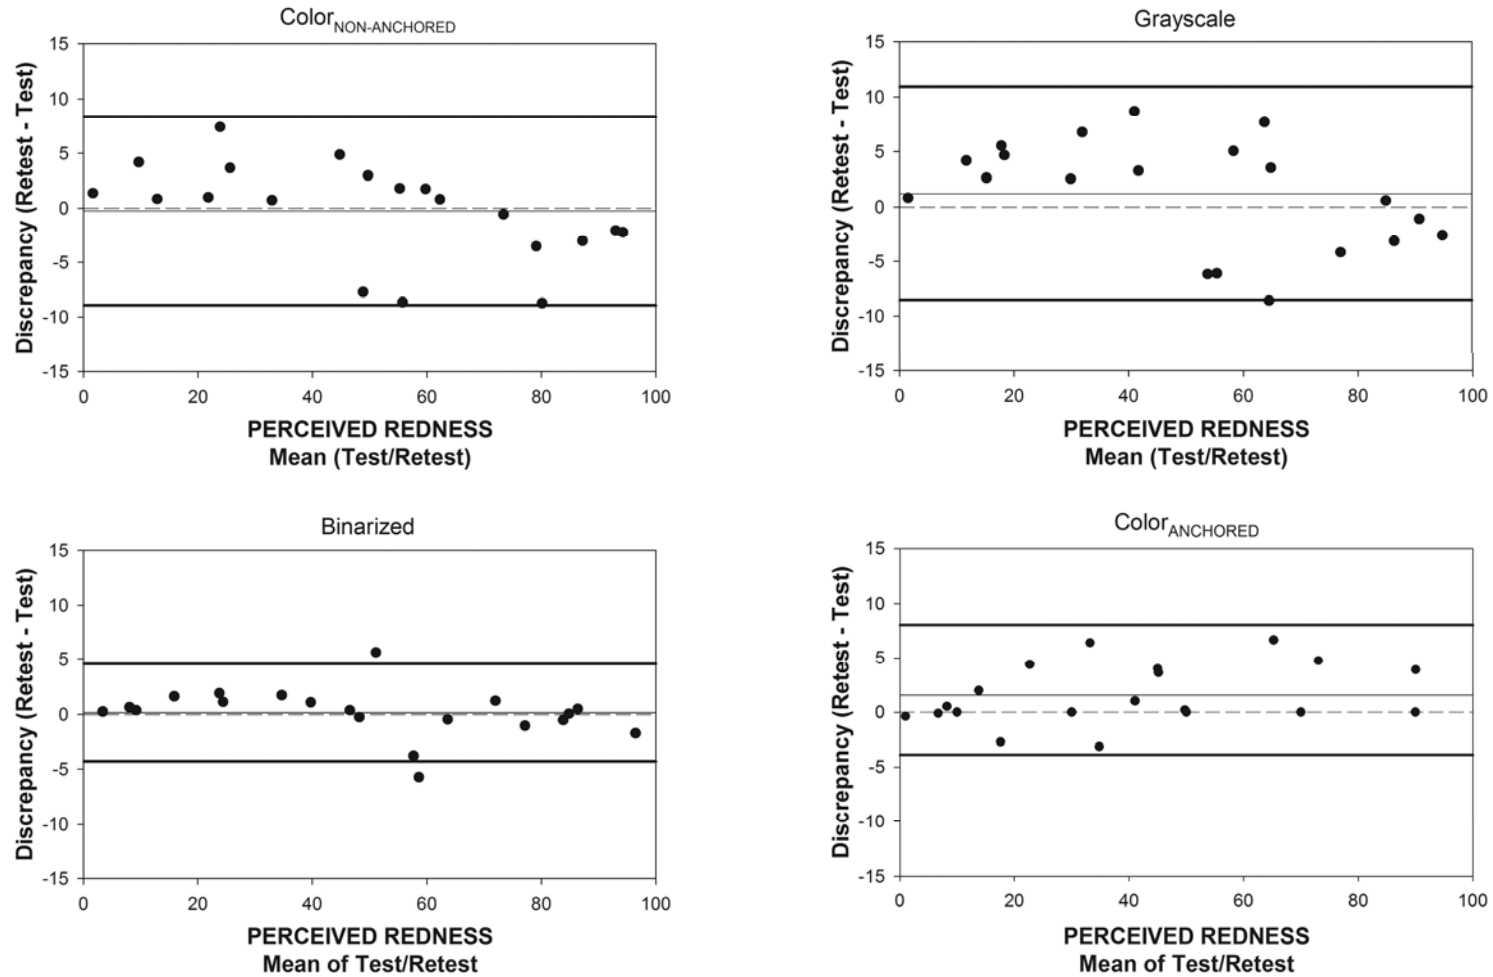 Color NON-ANCHORED
15
10
5
0
-5
-10
-15
Discrepancy (Retest - Test)
0 20 40 60 80 100
PERCEIVED REDNESS
Mean (Test/Retest)
Grayscale
15
10
5
0
-5
-10
-15
Discrepancy (Retest - Test)
0 20 40 60 80 100
PERCEIVED REDNESS
Mean (Test/Retest)
Binarized
15
10
5
0
-5
-10
-15
Discrepancy (Retest - Test)
0 20 40 60 80 100
PERCEIVED REDNESS
Mean of Test/Retest
Color ANCHORED
15
10
5
0
-5
-10
-15
Discrepancy (Retest - Test)
0 20 40 60 80 100
PERCEIVED REDNESS
Mean of Test/Retest